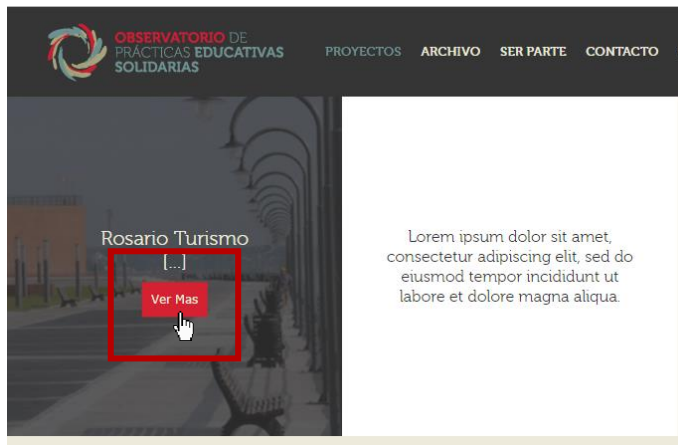 OBSERVATORIO DE
PRÁCTICAS EDUCATIVAS
SOLIDARIAS
PROYECTOS ARCHIVO SER PARTE CONTACTO
Rosario Turismo
[...]
Ver Mas
Lorem ipsum dolor sit amet,
consectetur adipiscing elit, sed do
eiusmod tempor incididunt ut
labore et dolore magna aliqua.